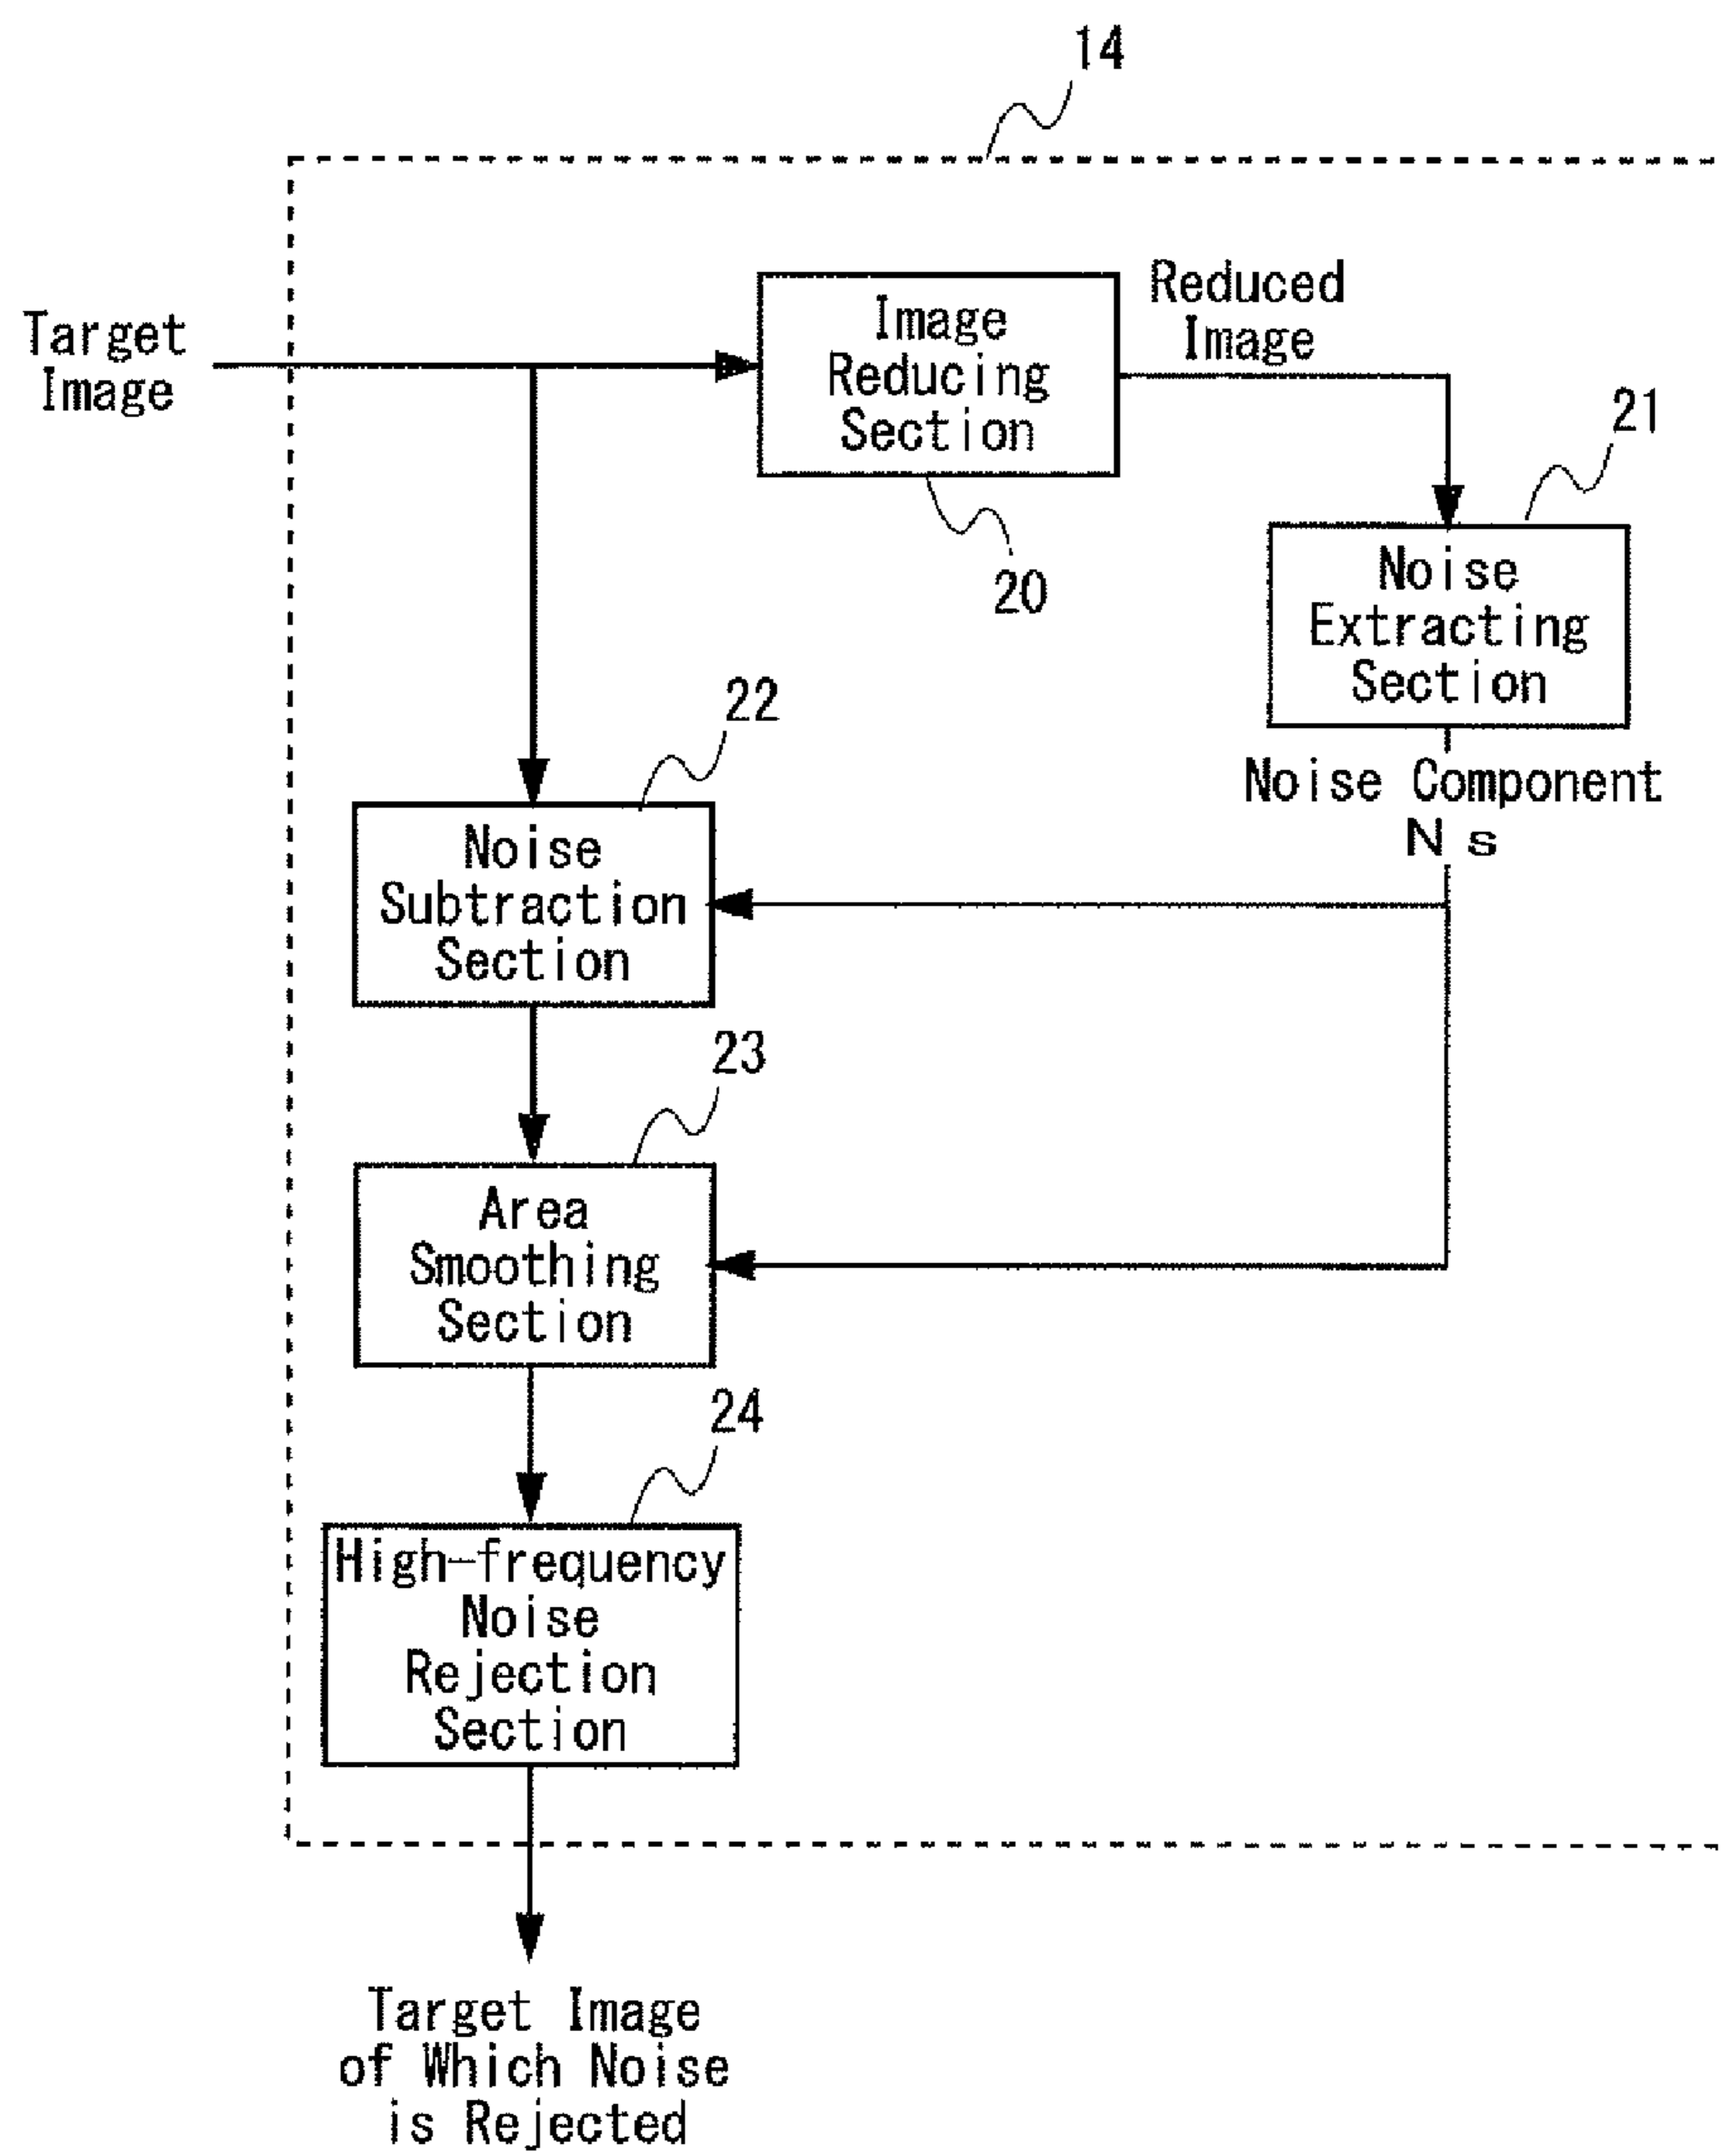 14
Target
Image
Image
Reducing
Section
20
Reduced
Image
21
Noise
Extracting
Section
Noise Component
Ns
22
Noise
Subtraction
Section
23
Area
Smoothing
Section
24
High-frequency
Noise
Rejection
Section
Target Image
of Which Noise
is Rejected